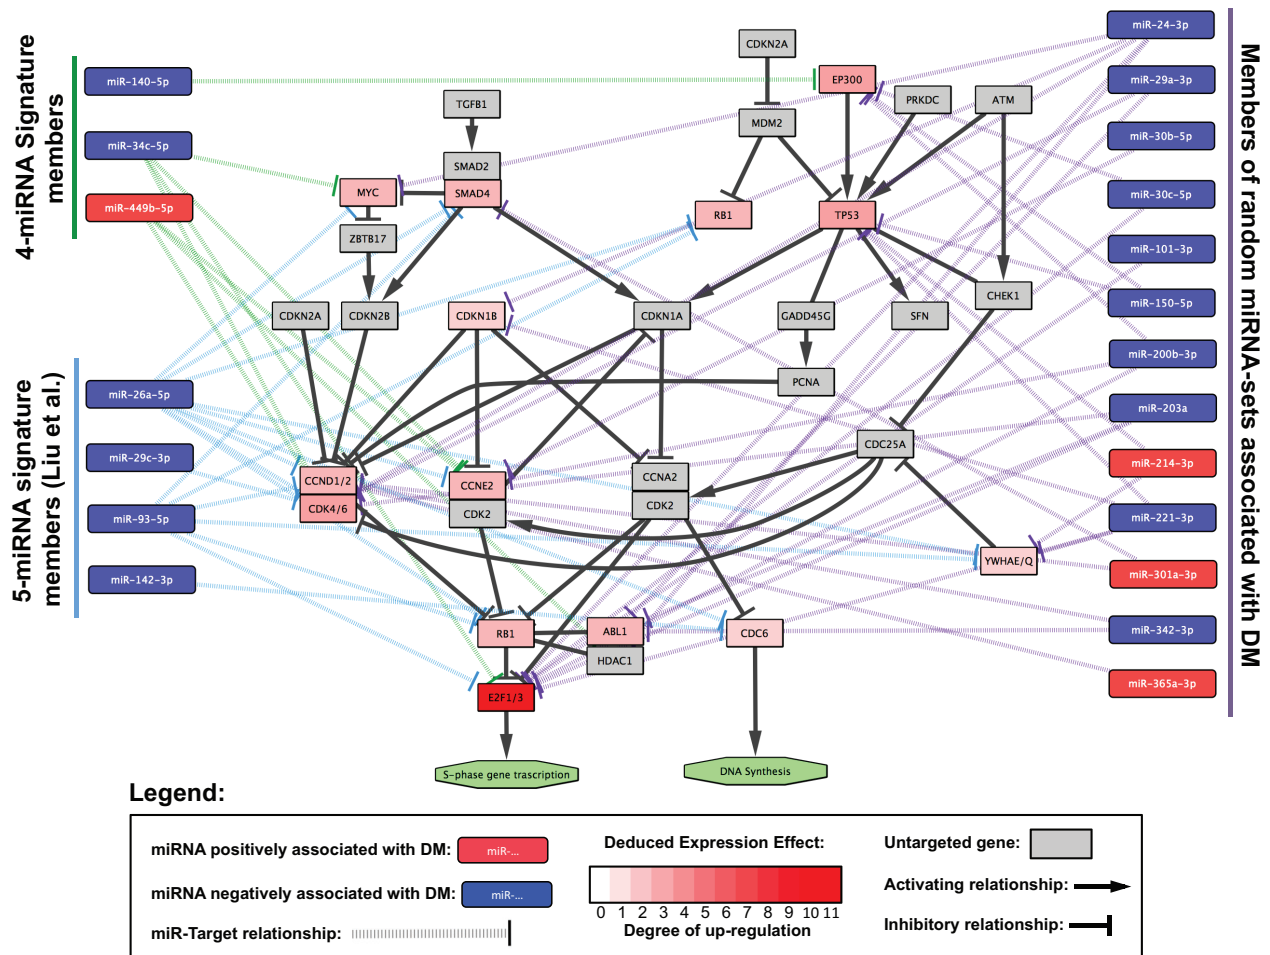 4-miRNA Signature
members
miR-140-5p
miR-34c-5p
miR-449b-5p
5-miRNA signature
members (Liu et al.)
miR-26a-5p
miR-29c-3p
miR-93-5p
miR-142-3p
CDKN2A
TGFB1
EP300
PRKDC
ATM
MDM2
SMAD2
MYC
SMAD4
RB1
TP53
ZBTB17
CHEK1
CDKN2A
CDKN2B
CDKN1B
CDKN1A
GADD45G
SFN
PCNA
CDC25A
CCND1/2
CDK4/6
CCNE2
CDK2
CCNA2
CDK2
YWHAE/Q
RB1
ABL1
HDAC1
CDC6
E2F1/3
S-phase gene trascription
DNA Synthesis
miR-24-3p
miR-29a-3p
miR-30b-5p
miR-30c-5p
miR-101-3p
miR-150-5p
miR-200b-3p
miR-203a
miR-214-3p
miR-221-3p
miR-301a-3p
miR-342-3p
miR-365a-3p
Members of random miRNA-sets associated with DM
Legend:
miRNA positively associated with DM: miR-...
miRNA negatively associated with DM: miR-...
miR-Target relationship:
Deduced Expression Effect:
0 1 2 3 4 5 6 7 8 9 10 11
Degree of up-regulation
Untargeted gene:
Activating relationship:
Inhibitory relationship: